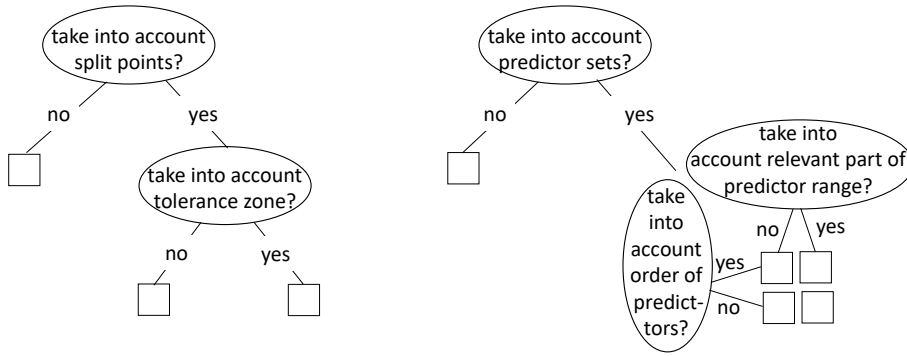 take into account
split points?
no
yes
take into account
tolerance zone?
no
yes
take into account
predictor sets?
no
yes
take into
account relevant part of
predictor range?
no
yes
take
into
account
order of
predict-
tors?
yes
no